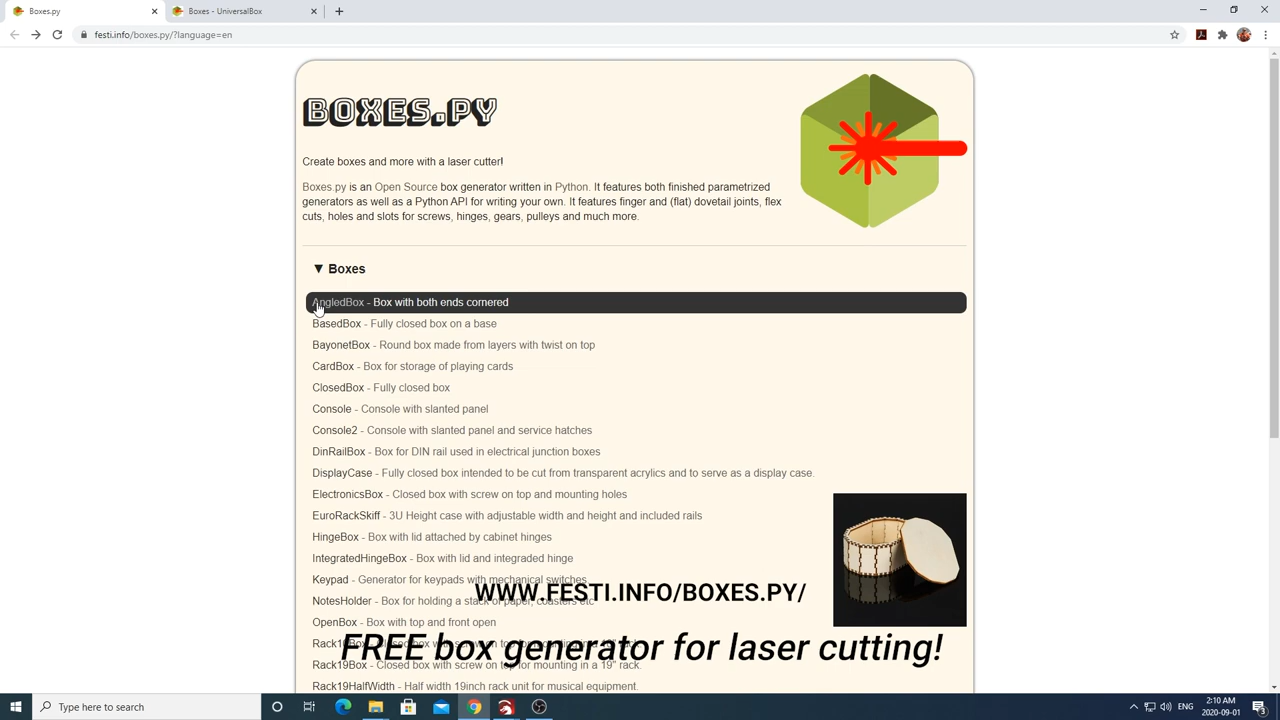 Boxes.py
Boxes - UniversalBox
festi.info/boxes.py/?language=en
BOXES.PY
Create boxes and more with a laser cutter!
Boxes.py is an Open Source box generator written in Python. It features both finished parametrized
generators as well as a Python API for writing your own. It features finger and (flat) dovetail joints, flex
cuts, holes and slots for screws, hinges, gears, pulleys and much more.
▼ Boxes
AngledBox - Box with both ends cornered
BasedBox - Fully closed box on a base
BayonetBox - Round box made from layers with twist on top
CardBox - Box for storage of playing cards
ClosedBox - Fully closed box
Console - Console with slanted panel
Console2 - Console with slanted panel and service hatches
DinRailBox - Box for DIN rail used in electrical junction boxes
DisplayCase - Fully closed box intended to be cut from transparent acrylics and to serve as a display case.
ElectronicsBox - Closed box with screw on top and mounting holes
EuroRackSkiff - 3U Height case with adjustable width and height and included rails
HingeBox - Box with lid attached by cabinet hinges
IntegratedHingeBox - Box with lid and integraded hinge
Keypad - Generator for keypads with mechanical switches
WWW.FESTI.INFO/BOXES.PY/
NotesHolder - Box for holding a stack of paper, coasters etc
OpenBox - Box with top and front open
FREE box generator for laser cutting!
Rack19Box - Closed box with screw on top for mounting in a 19" rack.
Rack19HalfWidth - Half width 19inch rack unit for musical equipment.
Type here to search
ENG
2:10 AM
2020-09-01
3